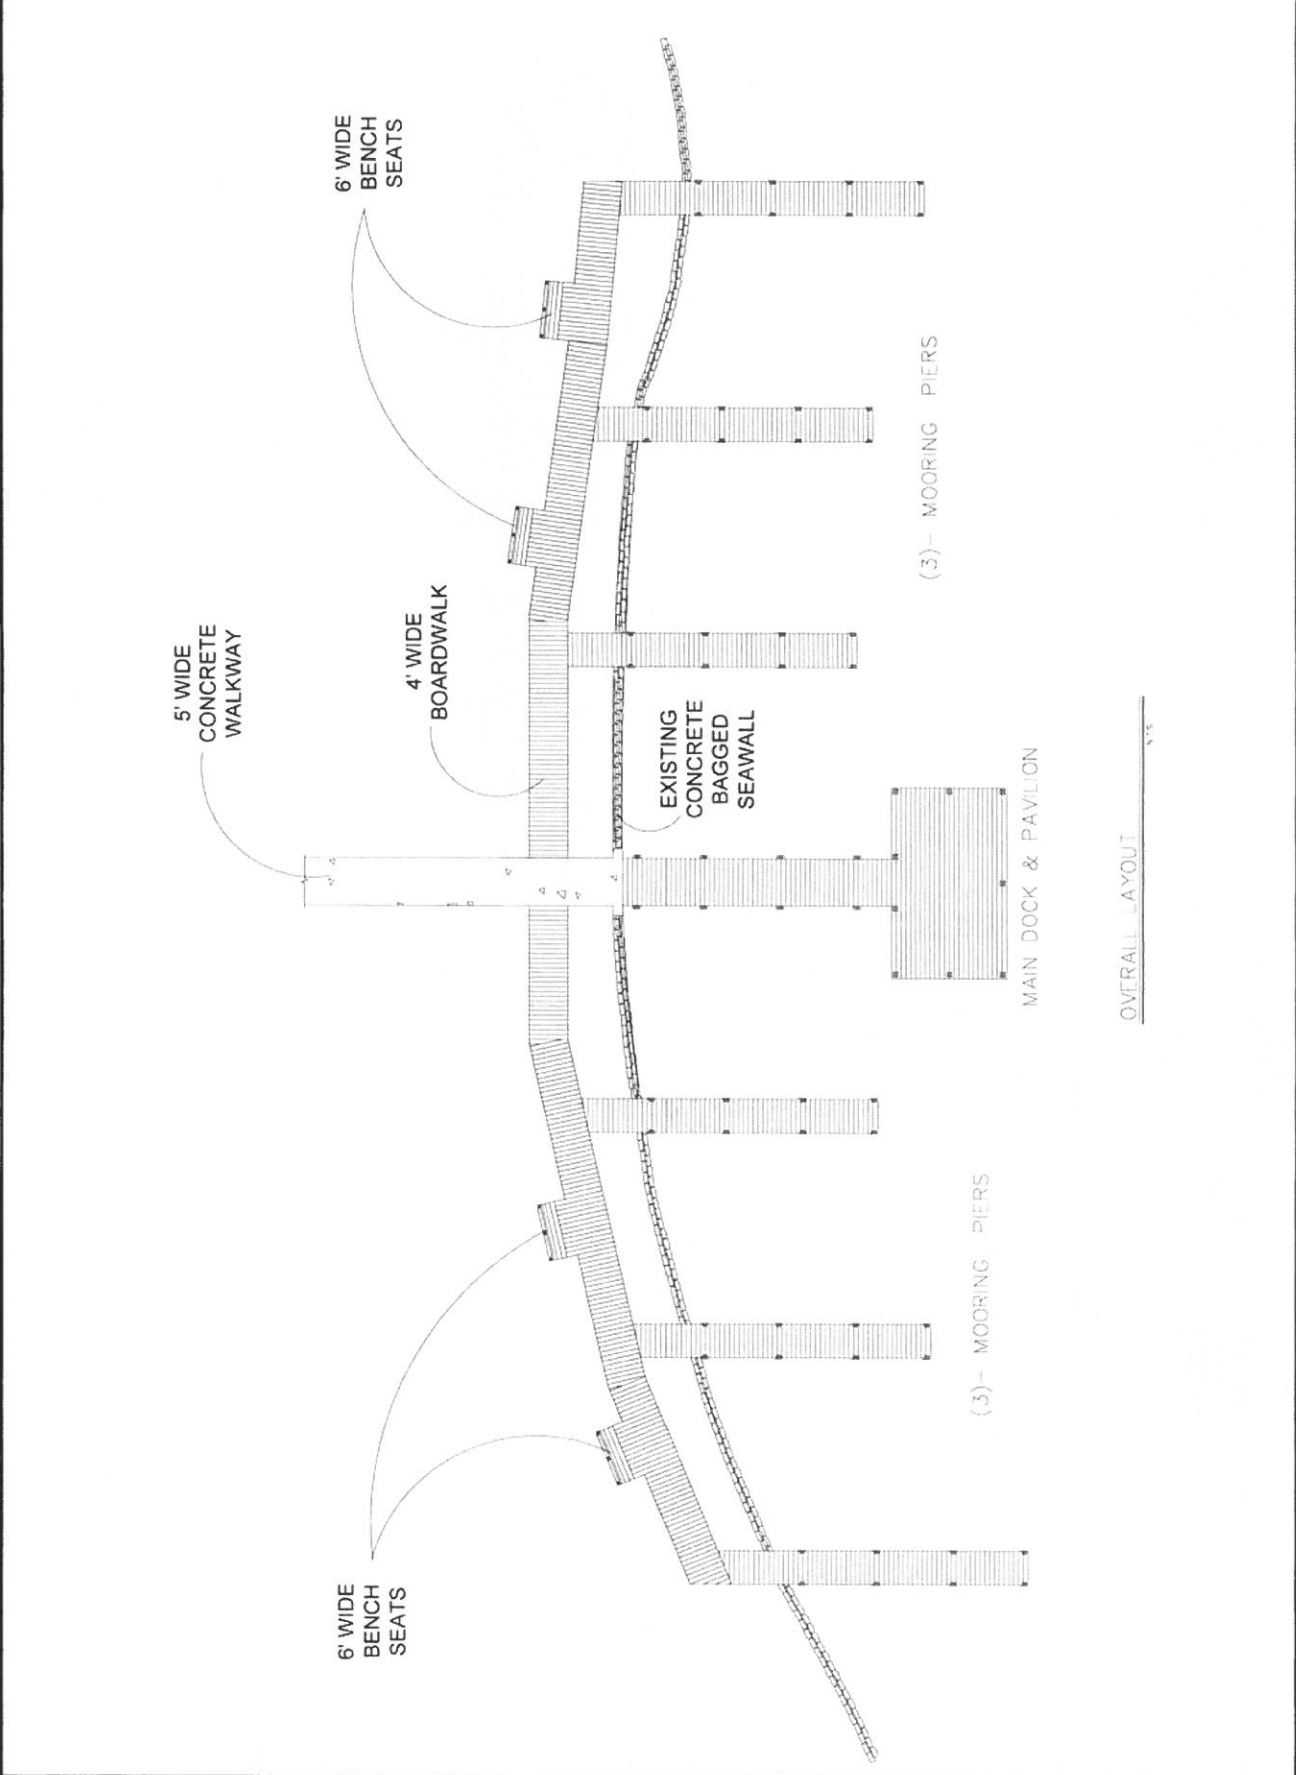 6' WIDE
BENCH
SEATS
5' WIDE
CONCRETE
WALKWAY
4' WIDE
BOARDWALK
6' WIDE
BENCH
SEATS
EXISTING
CONCRETE
BAGGED
SEAWALL
(3)- MOORING PIERS
(3)- MOORING PIERS
MAIN DOCK & PAVILION
OVERALL LAYOUT
NTS